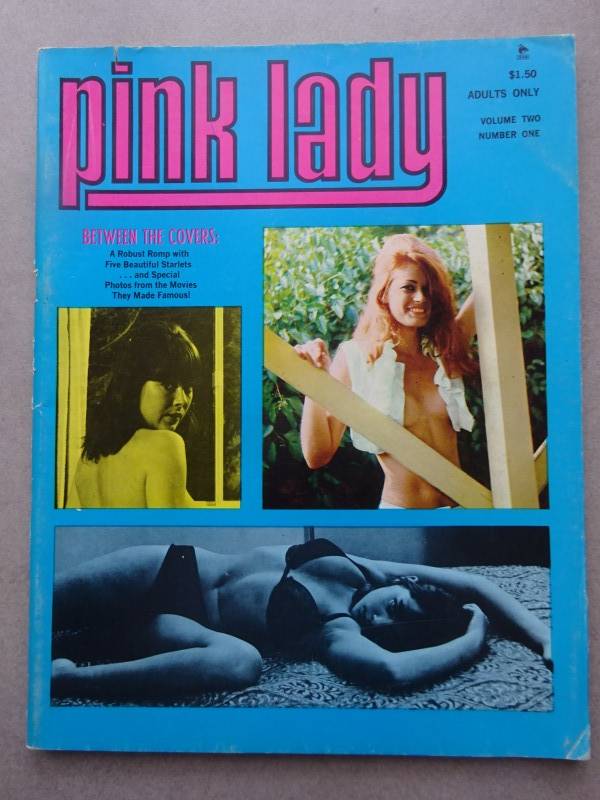 pink lady
$1.50
ADULTS ONLY
VOLUME TWO
NUMBER ONE
BETWEEN THE COVERS:
A Robust Romp with
Five Beautiful Starlets
. . . and Special
Photos from the Movies
They Made Famous!